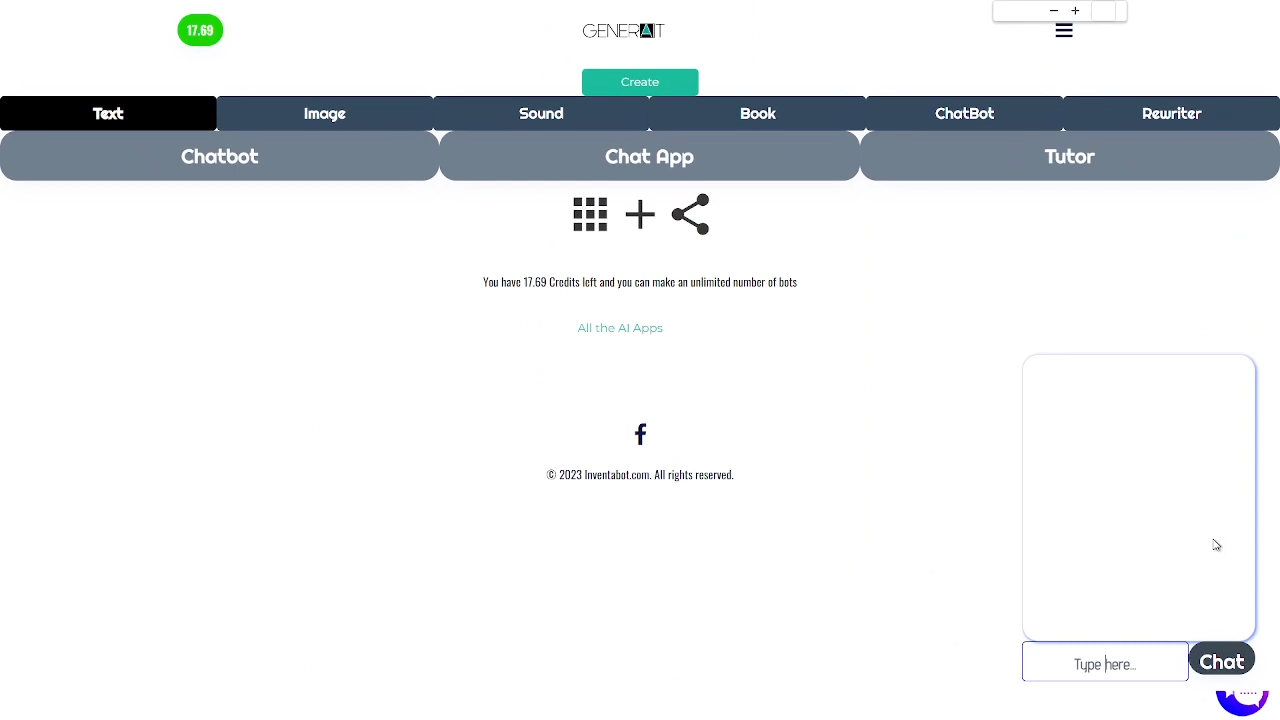 17.69
GENERAIT
Create
Text Image Sound Book ChatBot Rewriter
Chatbot Chat App Tutor
You have 17.69 Credits left and you can make an unlimited number of bots
All the AI Apps
© 2023 Inventabot.com. All rights reserved.
Type here...
Chat